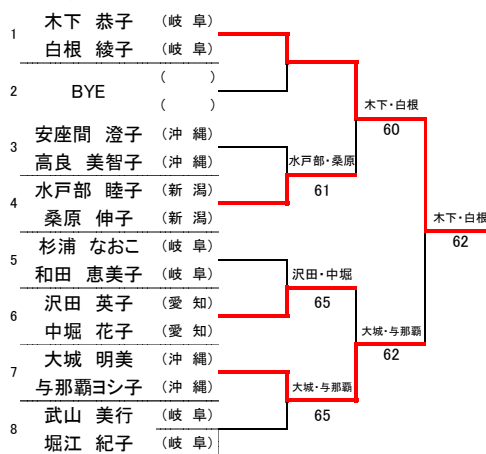 1
木下 恭子 (岐 阜)
白根 綾子 (岐 阜)
2
BYE
( )
( )
3
安座間 澄子 (沖 縄)
高良 美智子 (沖 縄)
4
水戸部 睦子 (新 潟)
桑原 伸子 (新 潟)
5
杉浦 なおこ (岐 阜)
和田 恵美子 (岐 阜)
6
沢田 英子 (愛 知)
中堀 花子 (愛 知)
7
大城 明美 (沖 縄)
与那覇ヨシ子 (沖 縄)
8
武山 美行 (岐 阜)
堀江 紀子 (岐 阜)
水戸部・桑原
61
沢田・中堀
65
大城・与那覇
65
木下・白根
60
大城・与那覇
62
木下・白根
62